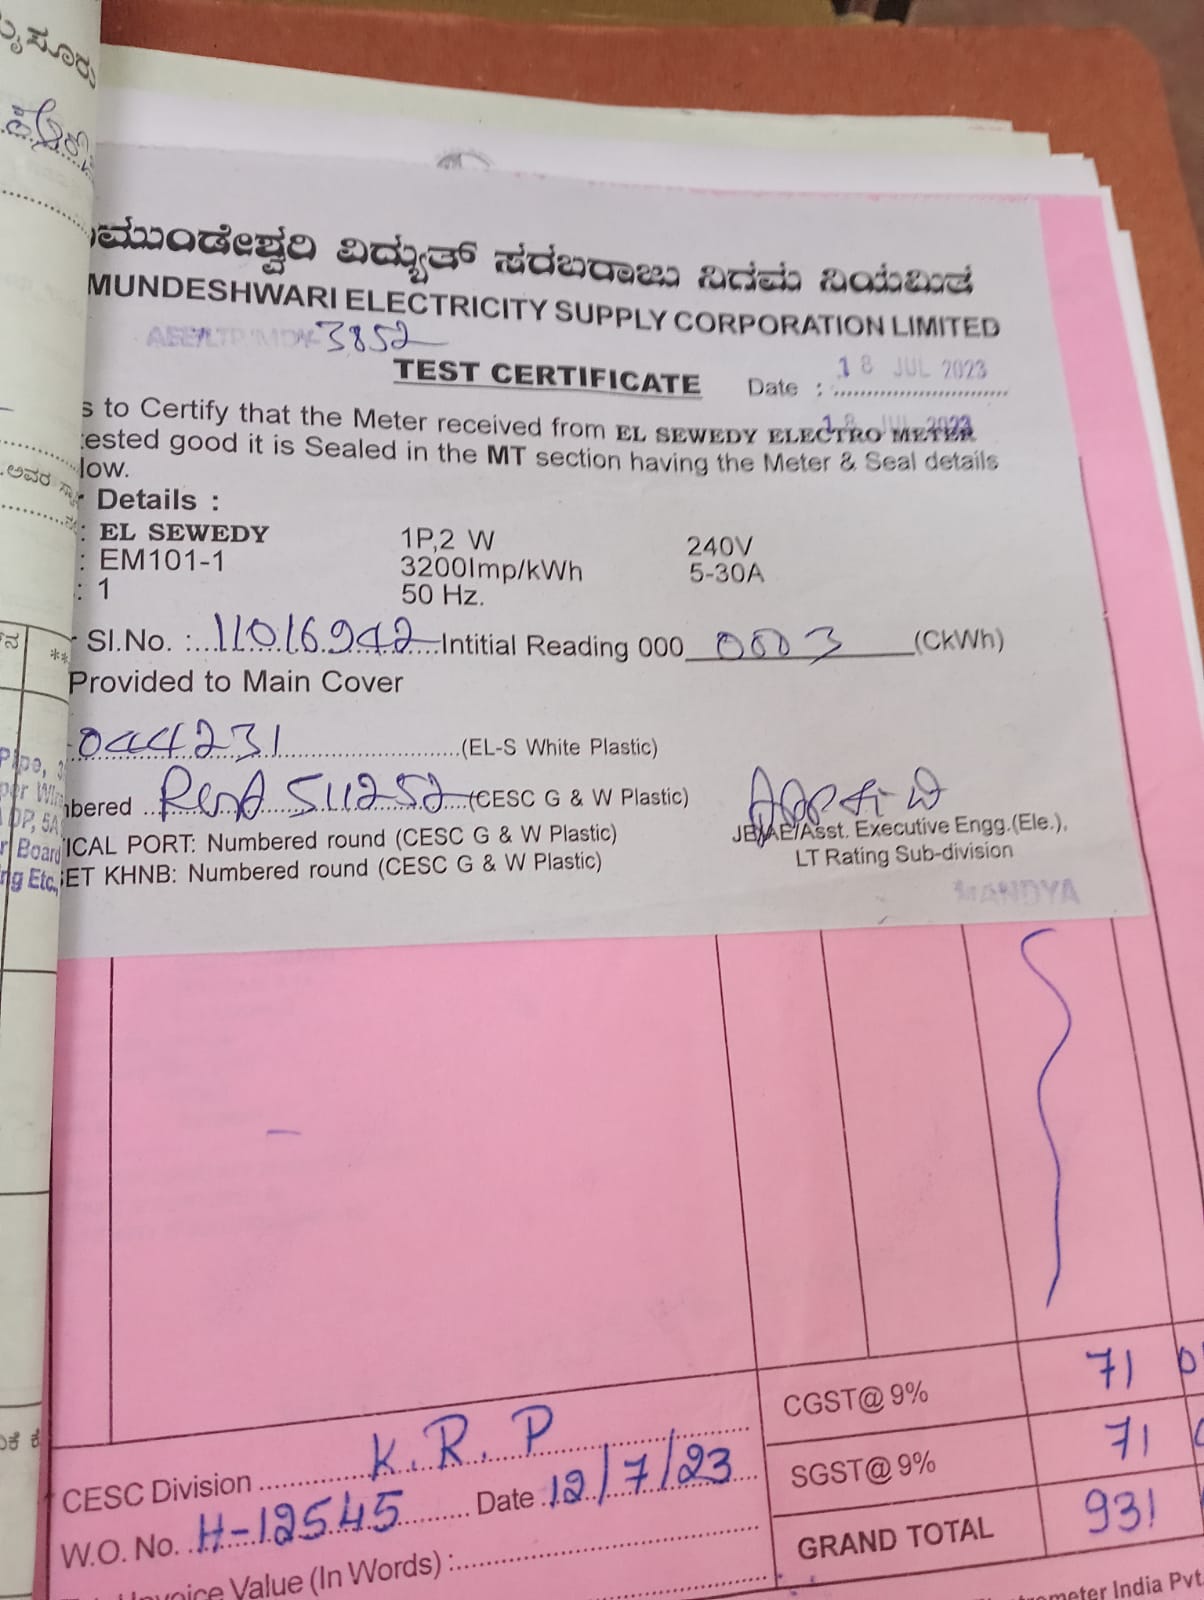 ಮುಂಡೇಶ್ವರಿ ವಿದ್ಯುತ್ ಸರಬರಾಜು ನಿಗಮ ನಿಯಮಿತ
MUNDESHWARI ELECTRICITY SUPPLY CORPORATION LIMITED
3852
18 JUL 2023
TEST CERTIFICATE Date :
s to Certify that the Meter received from EL SEWEDY ELECTRO METER
ested good it is Sealed in the MT section having the Meter & Seal details
low.
Details :
: EL SEWEDY 1P,2 W 240V
: EM101-1 3200Imp/kWh 5-30A
: 1 50 Hz.
Sl.No. : 11016942 Intitial Reading 000 0003 (CkWh)
Provided to Main Cover
044231 (EL-S White Plastic)
bered 511252 (CESC G & W Plastic)
ICAL PORT: Numbered round (CESC G & W Plastic) JE/AE/Asst. Executive Engg.(Ele.),
ET KHNB: Numbered round (CESC G & W Plastic) LT Rating Sub-division
MANDYA
CGST@ 9% 71
SGST@ 9% 71
GRAND TOTAL 931
CESC Division K.R.P
W.O. No. H-12545 Date 12/7/23
Invoice Value (In Words) :
meter India Pvt.